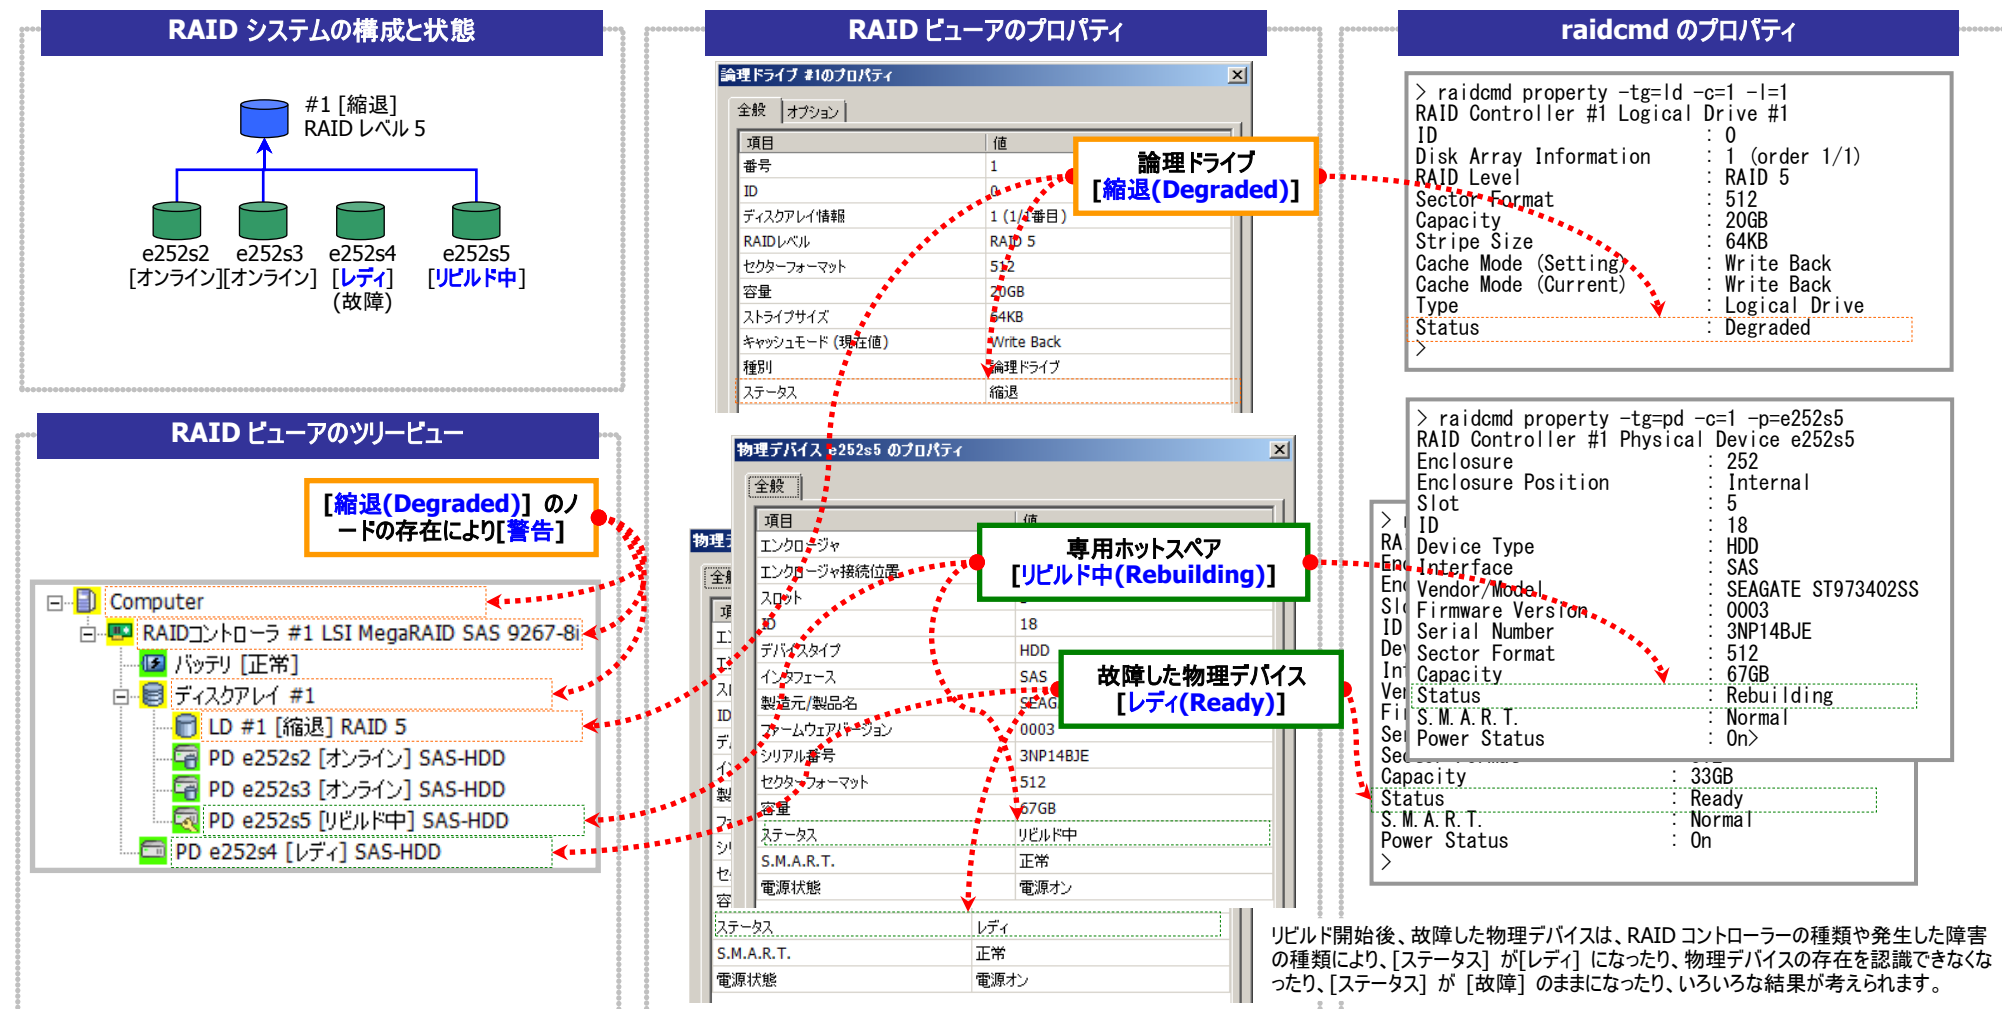 RAID システムの構成と状態
#1 [縮退]
RAID レベル 5
e252s2
[オンライン]
e252s3
[オンライン]
e252s4
[レディ]
(故障)
e252s5
[リビルド中]
RAID ビューアのツリービュー
[縮退(Degraded)] のノ
ードの存在により[警告]
Computer
RAIDコントローラ #1 LSI MegaRAID SAS 9267-8i
バッテリ [正常]
ディスクアレイ #1
LD #1 [縮退] RAID 5
PD e252s2 [オンライン] SAS-HDD
PD e252s3 [オンライン] SAS-HDD
PD e252s5 [リビルド中] SAS-HDD
PD e252s4 [レディ] SAS-HDD
RAID ビューアのプロパティ
論理ドライブ #1のプロパティ
全般 オプション
項目 値
番号 1
ID 0
ディスクアレイ情報 1 (1/1番目)
RAIDレベル RAID 5
セクターフォーマット 512
容量 20GB
ストライプサイズ 64KB
キャッシュモード (現在値) Write Back
種別 論理ドライブ
ステータス 縮退
論理ドライブ
[縮退(Degraded)]
物理デバイス e252s5 のプロパティ
全般
項目 値
エンクロージャ
エンクロージャ接続位置
スロット
ID 18
デバイスタイプ HDD
インタフェース SAS
製造元/製品名 SEAG
ファームウェアバージョン 0003
シリアル番号 3NP14BJE
セクターフォーマット 512
容量 67GB
ステータス リビルド中
S.M.A.R.T. 正常
電源状態 電源オン
専用ホットスペア
[リビルド中(Rebuilding)]
故障した物理デバイス
[レディ(Ready)]
ステータス レディ
S.M.A.R.T. 正常
電源状態 電源オン
raidcmd のプロパティ
> raidcmd property -tg=ld -c=1 -l=1
RAID Controller #1 Logical Drive #1
ID : 0
Disk Array Information : 1 (order 1/1)
RAID Level : RAID 5
Sector Format : 512
Capacity : 20GB
Stripe Size : 64KB
Cache Mode (Setting) : Write Back
Cache Mode (Current) : Write Back
Type : Logical Drive
Status : Degraded
>
> raidcmd property -tg=pd -c=1 -p=e252s5
RAID Controller #1 Physical Device e252s5
Enclosure : 252
Enclosure Position : Internal
Slot : 5
ID : 18
Device Type : HDD
Interface : SAS
Vendor/Model : SEAGATE ST973402SS
Firmware Version : 0003
Serial Number : 3NP14BJE
Sector Format : 512
Capacity : 67GB
Status : Rebuilding
S.M.A.R.T. : Normal
Power Status : On>
Capacity : 33GB
Status : Ready
S.M.A.R.T. : Normal
Power Status : On
>
リビルド開始後、故障した物理デバイスは、RAID コントローラーの種類や発生した障害
の種類により、[ステータス] が[レディ] になったり、物理デバイスの存在を認識できなくな
ったり、[ステータス] が [故障] のままになったり、いろいろな結果が考えられます。